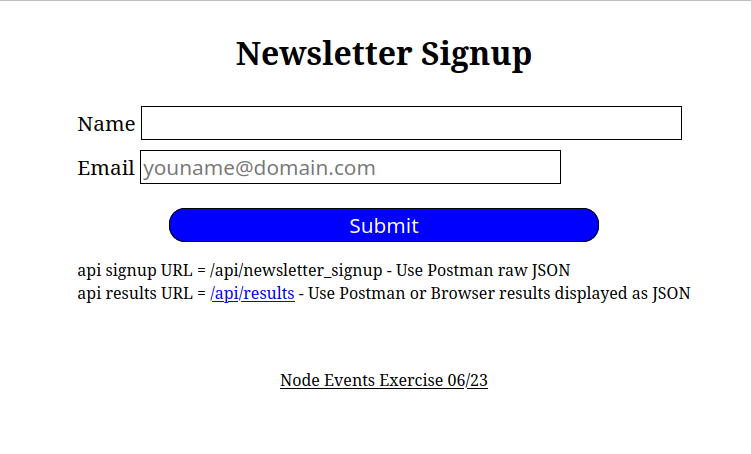 Newsletter Signup
Name
Email youname@domain.com
Submit
api signup URL = /api/newsletter_signup - Use Postman raw JSON
api results URL = /api/results - Use Postman or Browser results displayed as JSON
Node Events Exercise 06/23